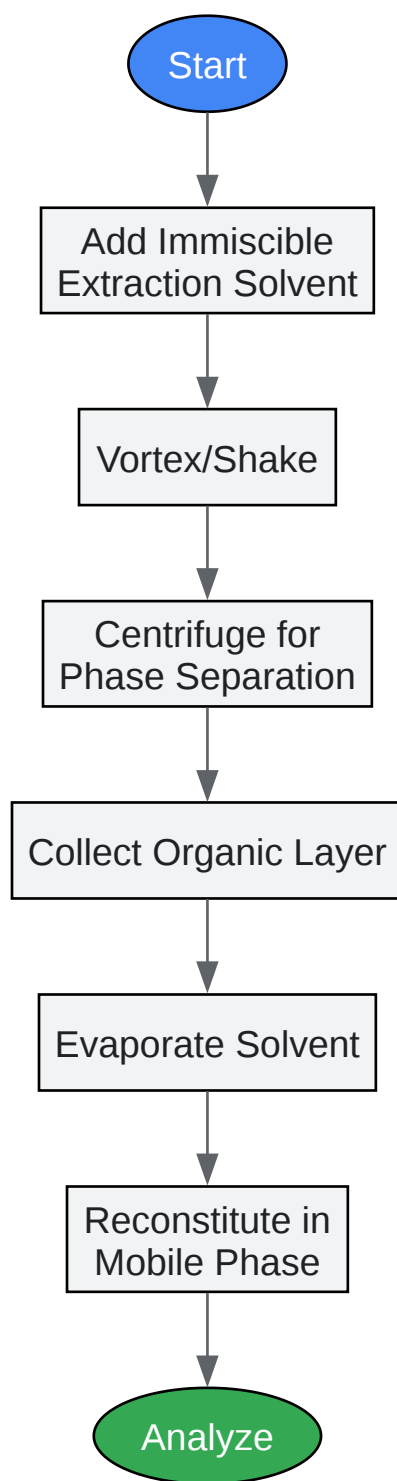 Start
Add Immiscible
Extraction Solvent
Vortex/Shake
Centrifuge for
Phase Separation
Collect Organic Layer
Evaporate Solvent
Reconstitute in
Mobile Phase
Analyze